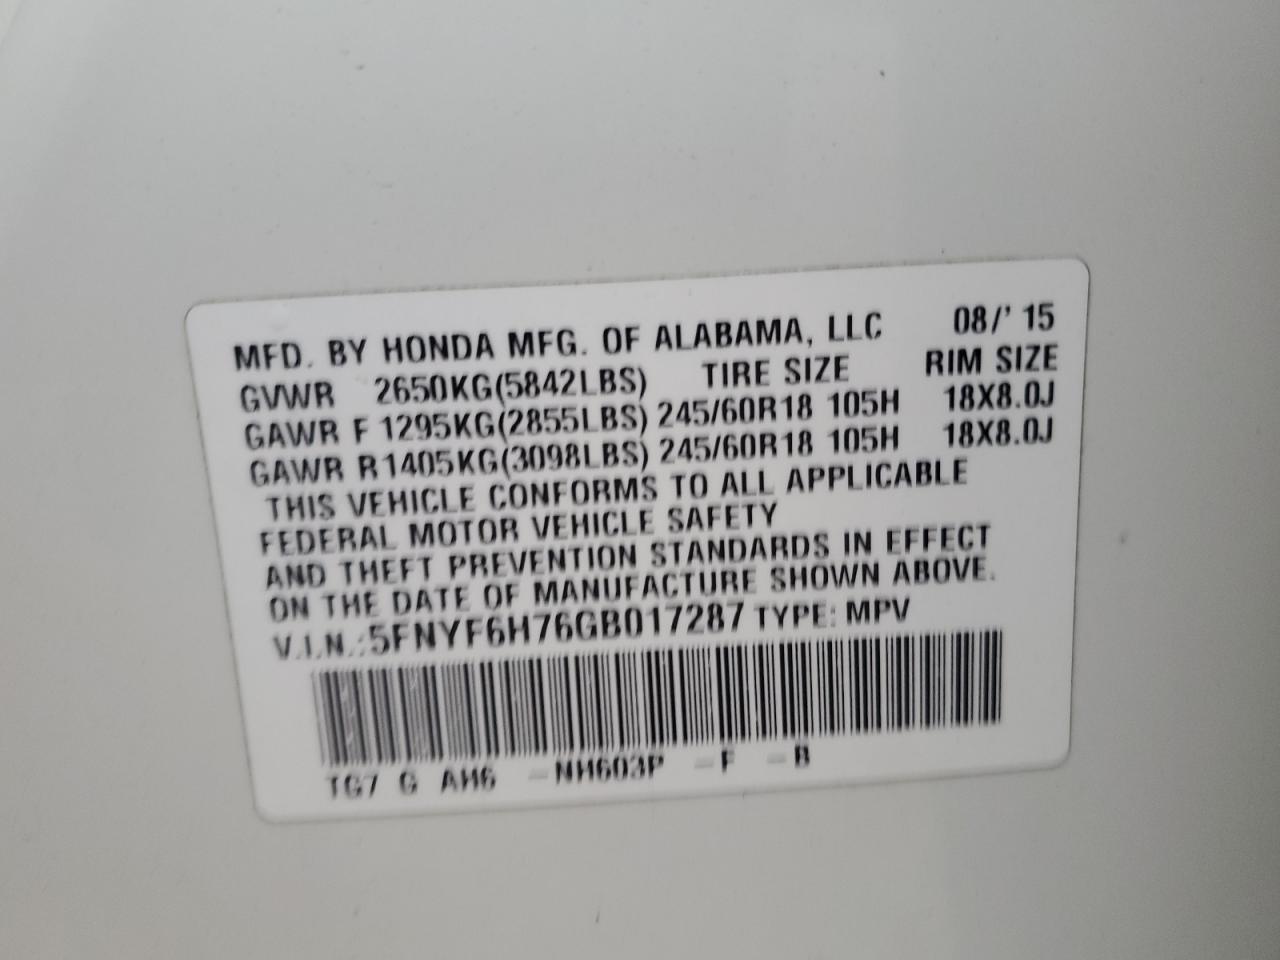 MFD. BY HONDA MFG. OF ALABAMA, LLC 08/' 15
GVWR 2650KG(5842LBS) TIRE SIZE RIM SIZE
GAWR F 1295KG(2855LBS) 245/60R18 105H 18X8.0J
GAWR R1405KG(3098LBS) 245/60R18 105H 18X8.0J
THIS VEHICLE CONFORMS TO ALL APPLICABLE
FEDERAL MOTOR VEHICLE SAFETY
AND THEFT PREVENTION STANDARDS IN EFFECT
ON THE DATE OF MANUFACTURE SHOWN ABOVE.
V.I.N.:5FNYF6H76GB017287 TYPE: MPV
TG7 G AH6 -NH603P -F -B